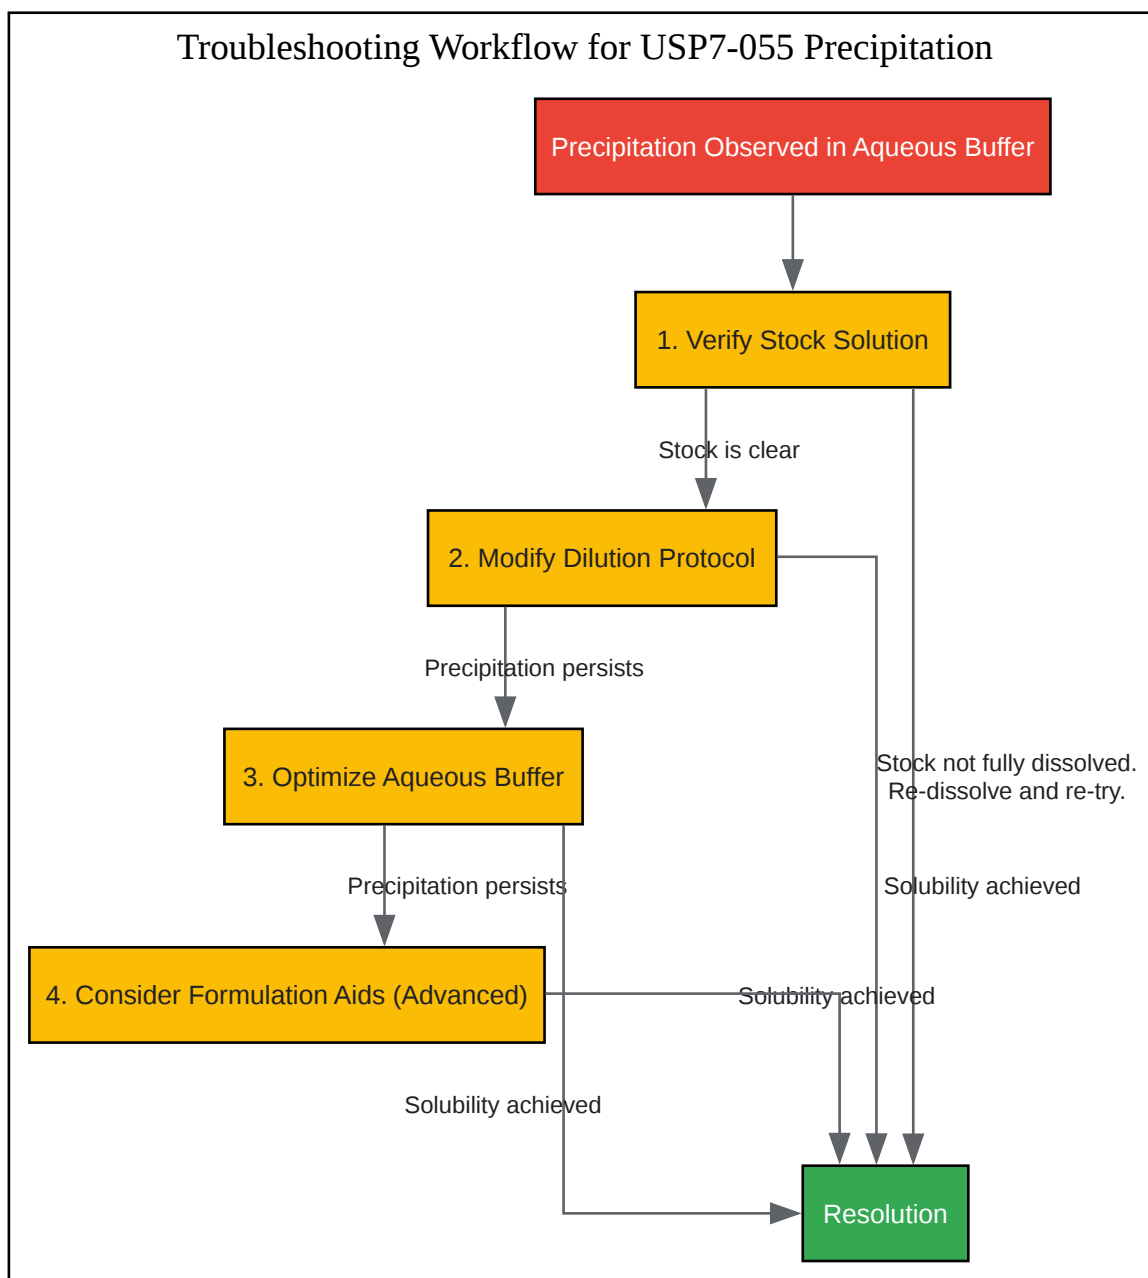 Troubleshooting Workflow for USP7-055 Precipitation
Precipitation Observed in Aqueous Buffer
1. Verify Stock Solution
Stock is clear
2. Modify Dilution Protocol
Precipitation persists
3. Optimize Aqueous Buffer
Stock not fully dissolved.
Re-dissolve and re-try.
Precipitation persists
Solubility achieved
4. Consider Formulation Aids (Advanced)
Solubility achieved
Solubility achieved
Resolution